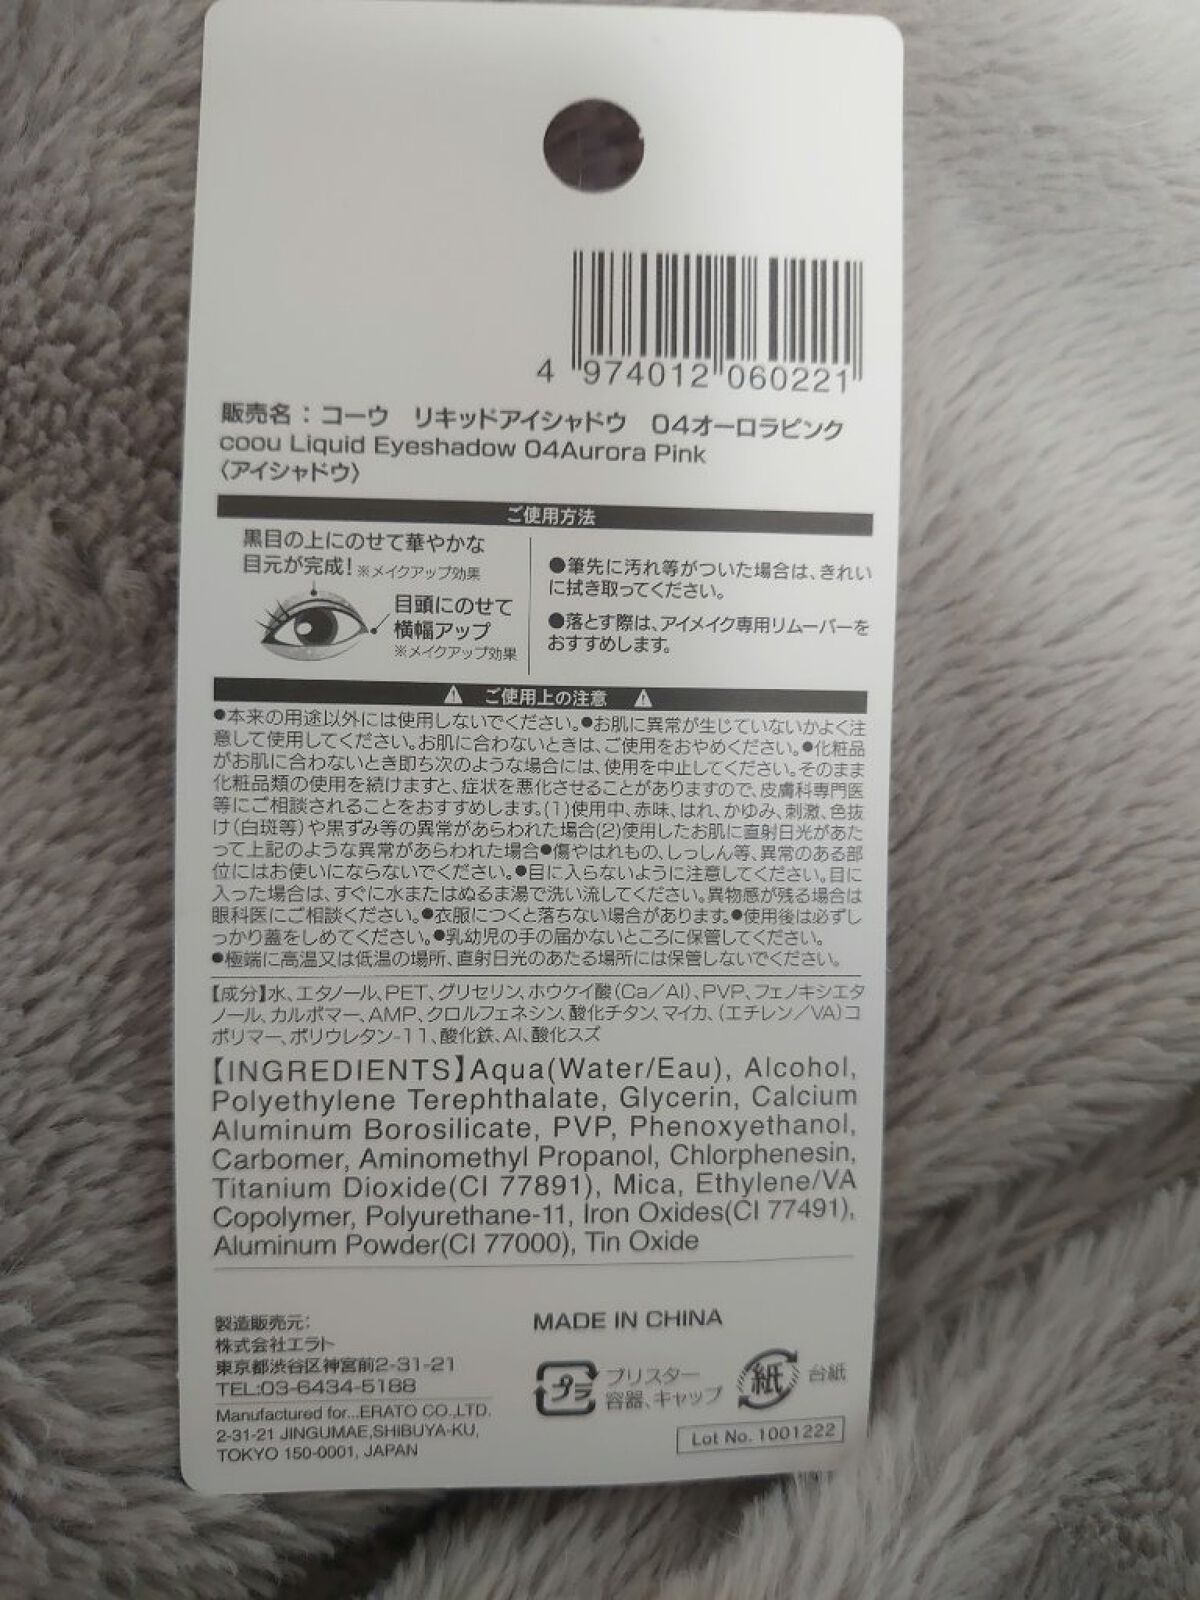 4 974012 060221
販売名：コーウ　リキッドアイシャドウ　04オーロラピンク
coou Liquid Eyeshadow 04Aurora Pink
〈アイシャドウ〉
ご使用方法
黒目の上にのせて華やかな
目元が完成!※メイクアップ効果
目頭にのせて
横幅アップ
※メイクアップ効果
●筆先に汚れ等がついた場合は、きれい
に拭き取ってください。
●落とす際は、アイメイク専用リムーバーを
おすすめします。
⚠ ご使用上の注意 ⚠
●本来の用途以外には使用しないでください。●お肌に異常が生じていないかよく注
意して使用してください。お肌に合わないときは、ご使用をおやめください。●化粧品
がお肌に合わないとき即ち次のような場合には、使用を中止してください。そのまま
化粧品類の使用を続けますと、症状を悪化させることがありますので、皮膚科専門医
等にご相談されることをおすすめします。(1)使用中、赤味、はれ、かゆみ、刺激、色抜
け(白斑等)や黒ずみ等の異常があらわれた場合(2)使用したお肌に直射日光があた
って上記のような異常があらわれた場合●傷やはれもの、しっしん等、異常のある部
位にはお使いにならないでください。●目に入らないように注意してください。目に
入った場合は、すぐに水またはぬるま湯で洗い流してください。異物感が残る場合は
眼科医にご相談ください。●衣服につくと落ちない場合があります。●使用後は必ずし
っかり蓋をしめてください。●乳幼児の手の届かないところに保管してください。
●極端に高温又は低温の場所、直射日光のあたる場所には保管しないでください。
【成分】水、エタノール、PET、グリセリン、ホウケイ酸(Ca/Al)、PVP、フェノキシエタ
ノール、カルボマー、AMP、クロルフェネシン、酸化チタン、マイカ、(エチレン/VA)コ
ポリマー、ポリウレタン-11、酸化鉄、Al、酸化スズ
【INGREDIENTS】Aqua(Water/Eau), Alcohol,
Polyethylene Terephthalate, Glycerin, Calcium
Aluminum Borosilicate, PVP, Phenoxyethanol,
Carbomer, Aminomethyl Propanol, Chlorphenesin,
Titanium Dioxide(CI 77891), Mica, Ethylene/VA
Copolymer, Polyurethane-11, Iron Oxides(CI 77491),
Aluminum Powder(CI 77000), Tin Oxide
製造販売元:
株式会社エラト
東京都渋谷区神宮前2-31-21
TEL:03-6434-5188
Manufactured for...ERATO CO.,LTD.
2-31-21 JINGUMAE,SHIBUYA-KU,
TOKYO 150-0001, JAPAN
MADE IN CHINA
プラ
ブリスター
容器、キャップ
紙
台紙
Lot No. 1001222